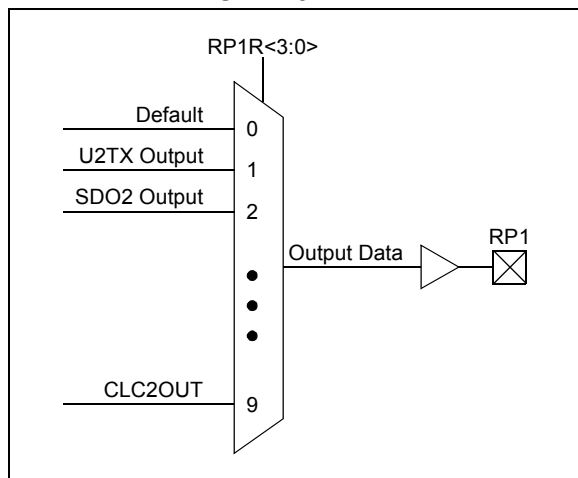 RP1R<3:0>
Default
0
U2TX Output
1
SDO2 Output
2
Output Data
RP1
CLC2OUT
9